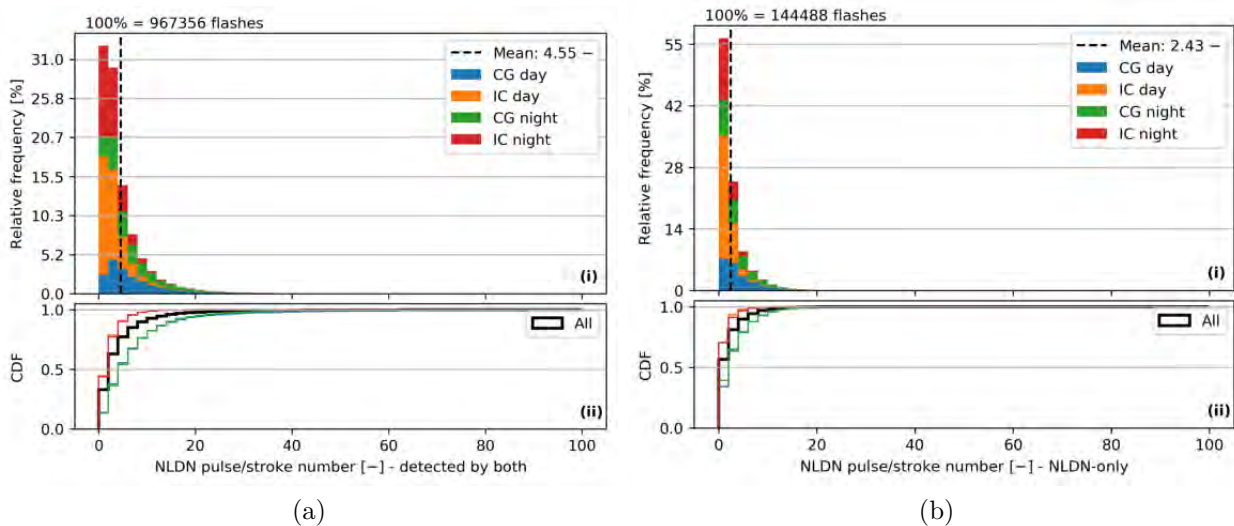 100% = 967356 flashes
Relative frequency [%]
31.0
25.8
20.7
15.5
10.3
5.2
0.0
Mean: 4.55 −
CG day
IC day
CG night
IC night
(i)
CDF
1.0
0.5
0.0
All
(ii)
0 20 40 60 80 100
NLDN pulse/stroke number [−] - detected by both
(a)
100% = 144488 flashes
Relative frequency [%]
55
42
28
14
0
Mean: 2.43 −
CG day
IC day
CG night
IC night
(i)
CDF
1.0
0.5
0.0
All
(ii)
0 20 40 60 80 100
NLDN pulse/stroke number [−] - NLDN-only
(b)